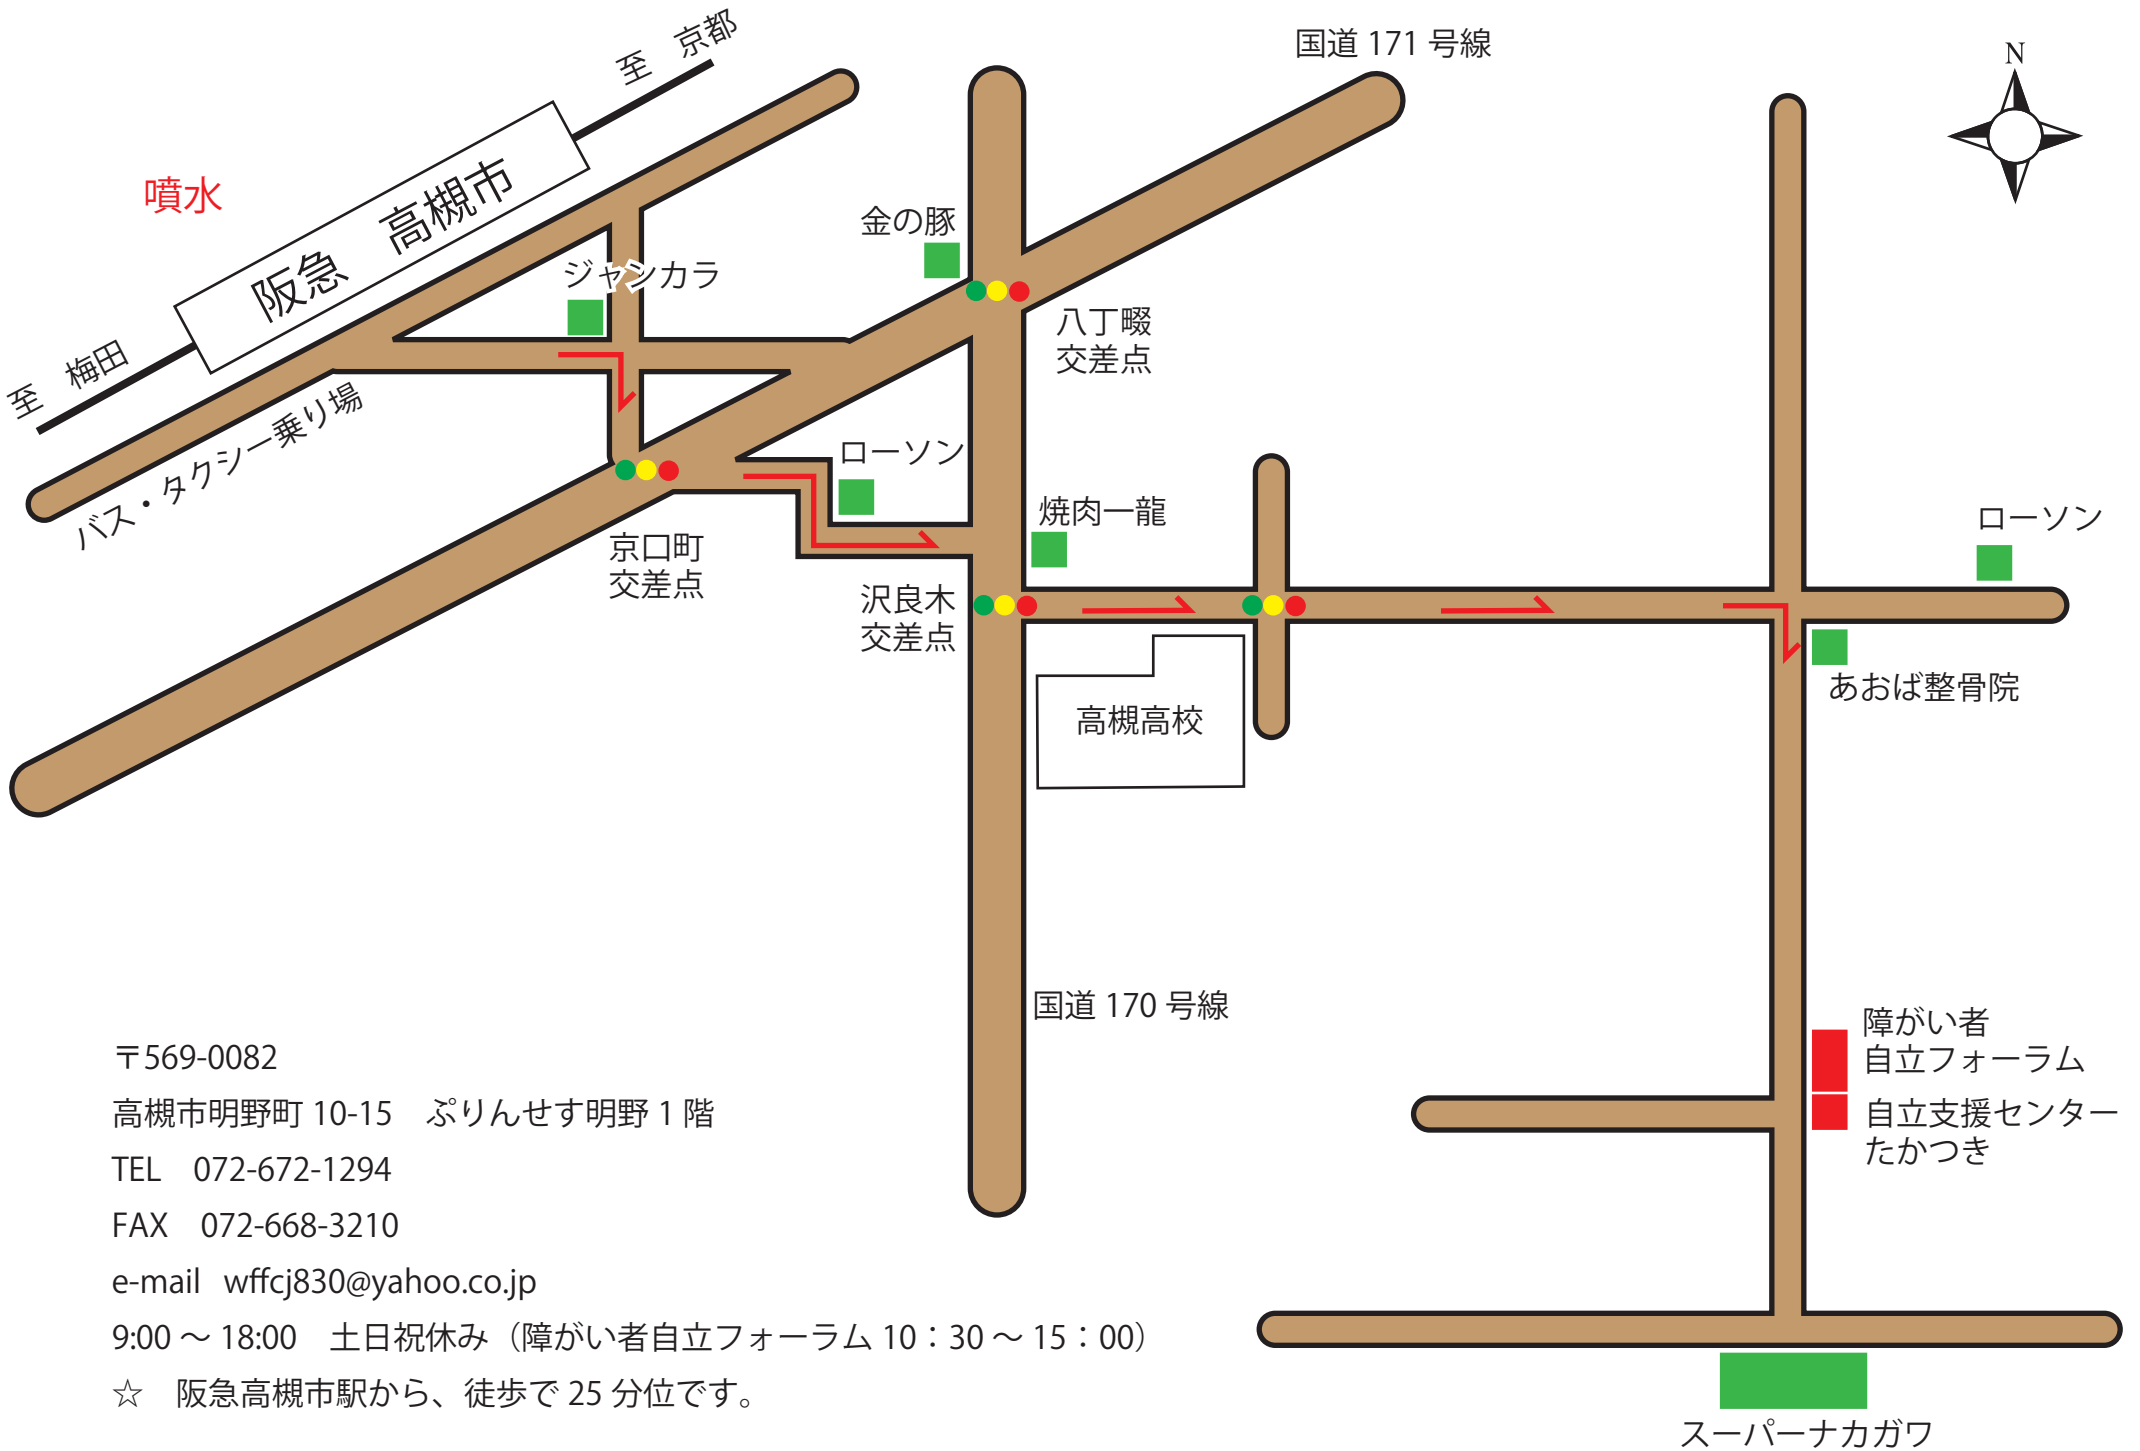 至　京都
国道 171 号線
N
噴水
阪急　高槻市
金の豚
ジャンカラ
八丁畷
交差点
至　梅田
バス・タクシー乗り場
ローソン
焼肉一龍
ローソン
京口町
交差点
沢良木
交差点
あおば整骨院
高槻高校
国道 170 号線
障がい者
自立フォーラム
自立支援センター
たかつき
〒569-0082
高槻市明野町 10-15　ぷりんせす明野 1 階
TEL　072-672-1294
FAX　072-668-3210
e-mail　wffcj830@yahoo.co.jp
9:00 ～ 18:00　土日祝休み（障がい者自立フォーラム 10：30 ～ 15：00）
☆　阪急高槻市駅から、徒歩で 25 分位です。
スーパーナカガワ